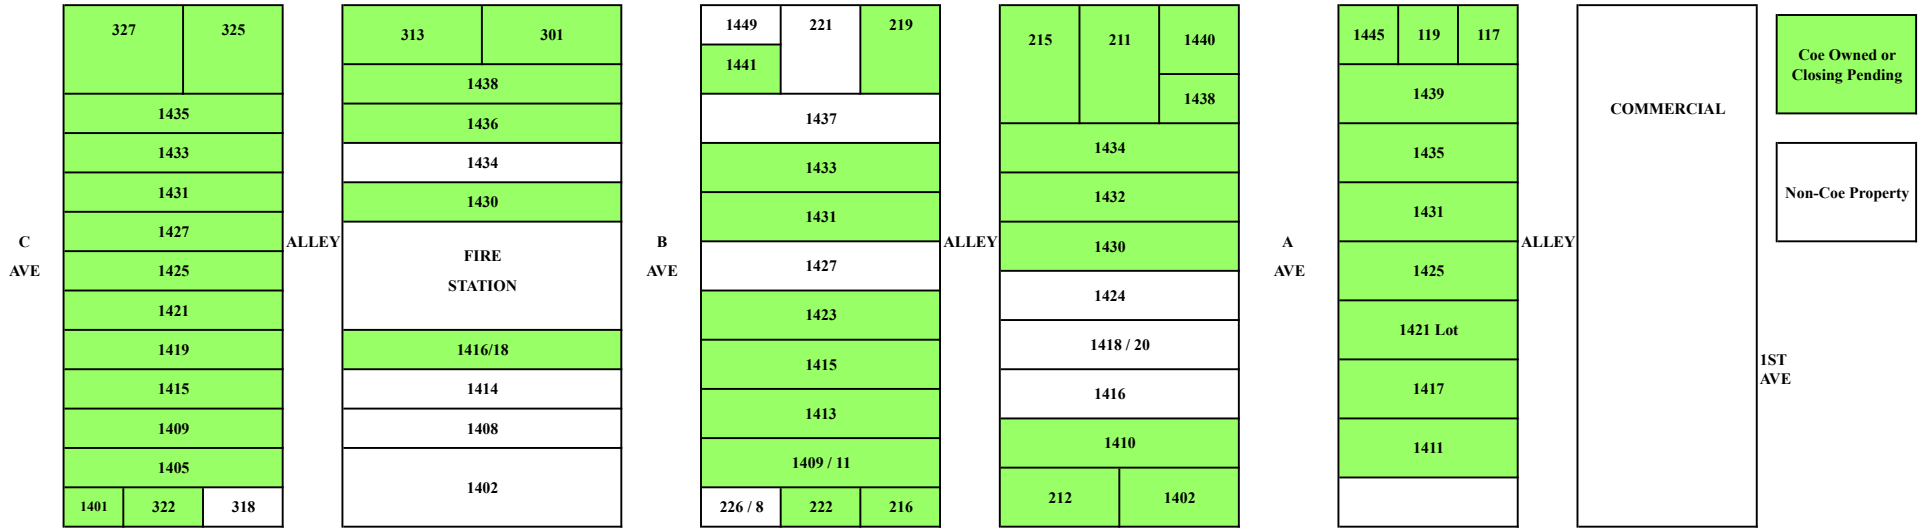 327
325
1435
1433
1431
1427
1425
1421
1419
1415
1409
1405
1401
322
318
C
AVE
ALLEY
313
301
1438
1436
1434
1430
FIRE
STATION
1416/18
1414
1408
1402
B
AVE
1449
221
219
1441
1437
1433
1431
1427
1423
1415
1413
1409 / 11
226 / 8
222
216
ALLEY
215
211
1440
1438
1434
1432
1430
1424
1418 / 20
1416
1410
212
1402
A
AVE
1445
119
117
1439
1435
1431
1425
1421 Lot
1417
1411
ALLEY
COMMERCIAL
1ST
AVE
Coe Owned or
Closing Pending
Non-Coe Property